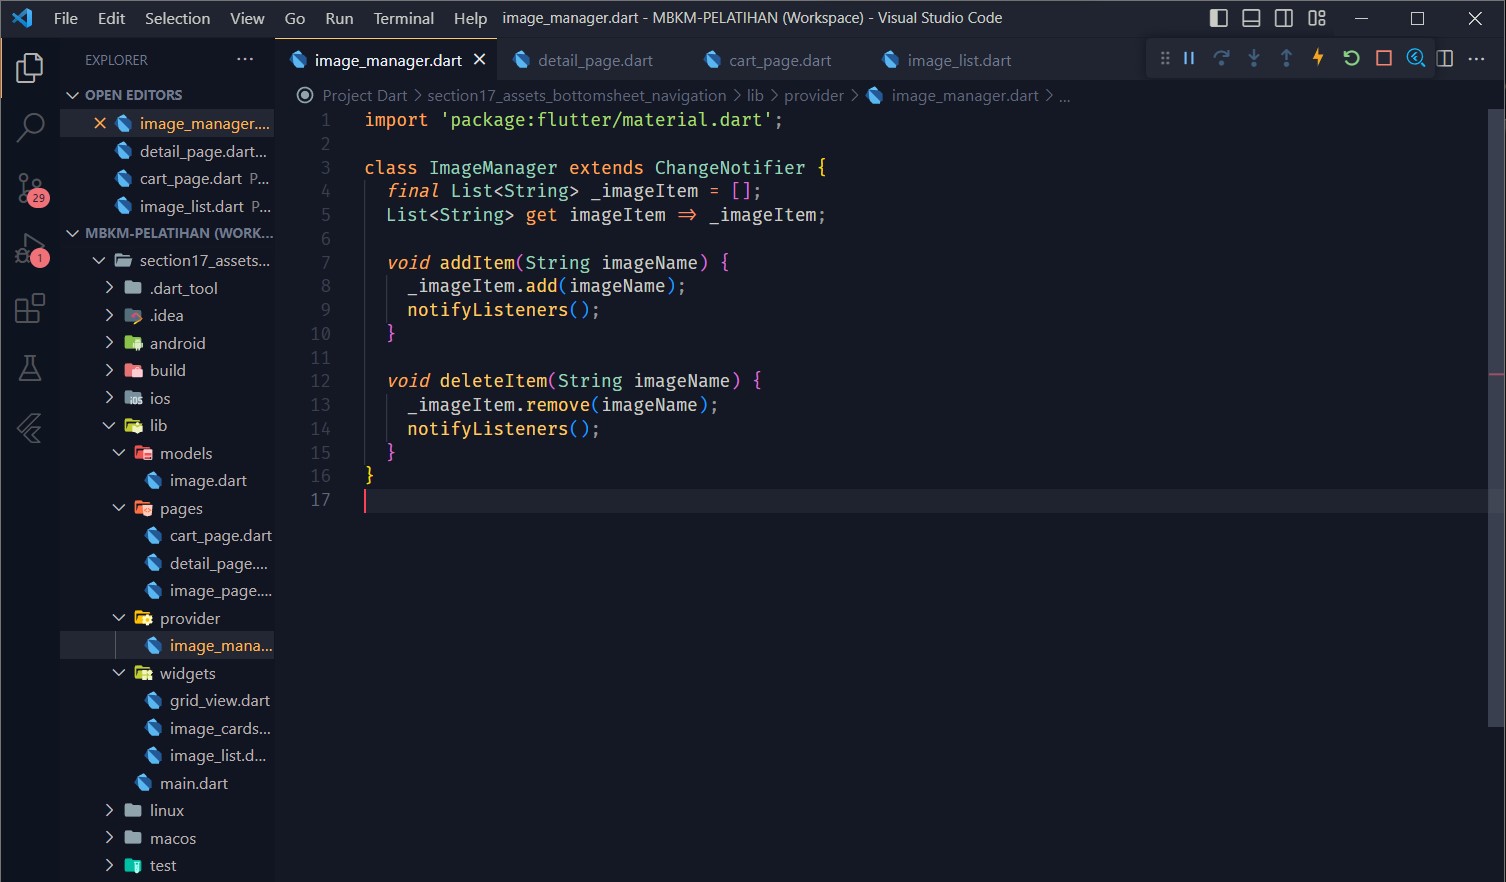 File Edit Selection View Go Run Terminal Help image_manager.dart - MBKM-PELATIHAN (Workspace) - Visual Studio Code
EXPLORER ...
OPEN EDITORS
image_manager....
detail_page.dart...
cart_page.dart P...
image_list.dart P...
MBKM-PELATIHAN (WORK...
section17_assets...
.dart_tool
.idea
android
build
ios
lib
models
image.dart
pages
cart_page.dart
detail_page....
image_page....
provider
image_mana...
widgets
grid_view.dart
image_cards...
image_list.d...
main.dart
linux
macos
test
29
1
image_manager.dart detail_page.dart cart_page.dart image_list.dart
Project Dart > section17_assets_bottomsheet_navigation > lib > provider > image_manager.dart > ...
1 import 'package:flutter/material.dart';
2
3 class ImageManager extends ChangeNotifier {
4 final List<String> _imageItem = [];
5 List<String> get imageItem => _imageItem;
6
7 void addItem(String imageName) {
8 _imageItem.add(imageName);
9 notifyListeners();
10 }
11
12 void deleteItem(String imageName) {
13 _imageItem.remove(imageName);
14 notifyListeners();
15 }
16 }
17